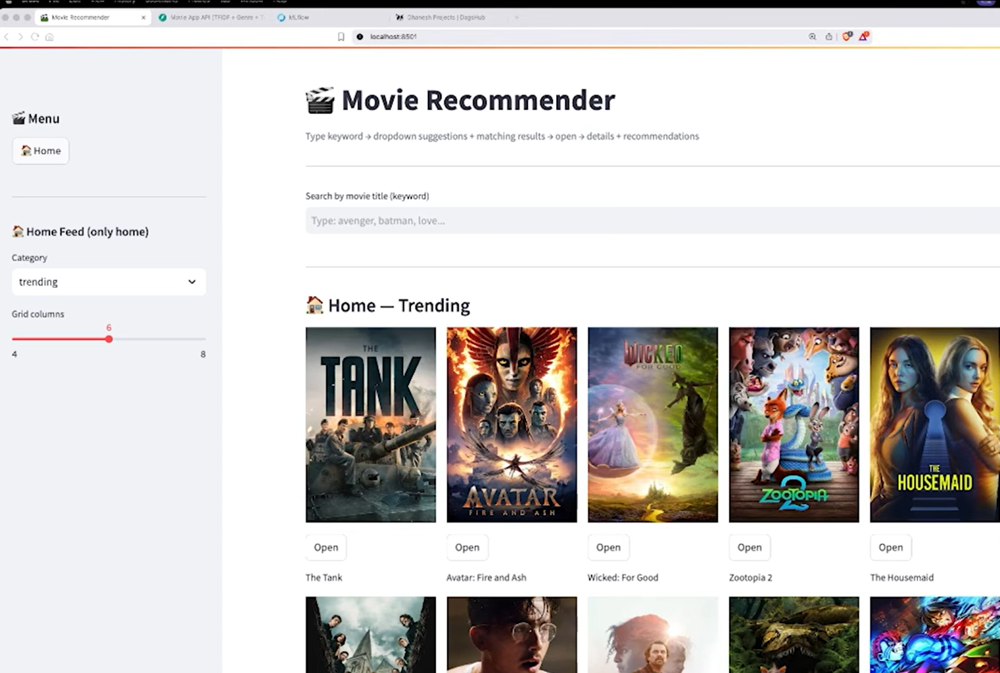 Movie Recommender
Movie App API (TFIDF + Genre + T
MLflow
Dhanesh Projects | DagsHub
localhost:8501
Menu
Home
Home Feed (only home)
Category
trending
Grid columns
6
4 8
Movie Recommender
Type keyword → dropdown suggestions + matching results → open → details + recommendations
Search by movie title (keyword)
Type: avenger, batman, love...
Home — Trending
THE
TANK
AVATAR
FIRE AND ASH
WICKED
FOR GOOD
ZOOTOPIA
2
THE
HOUSEMAID
Open Open Open Open Open
The Tank Avatar: Fire and Ash Wicked: For Good Zootopia 2 The Housemaid